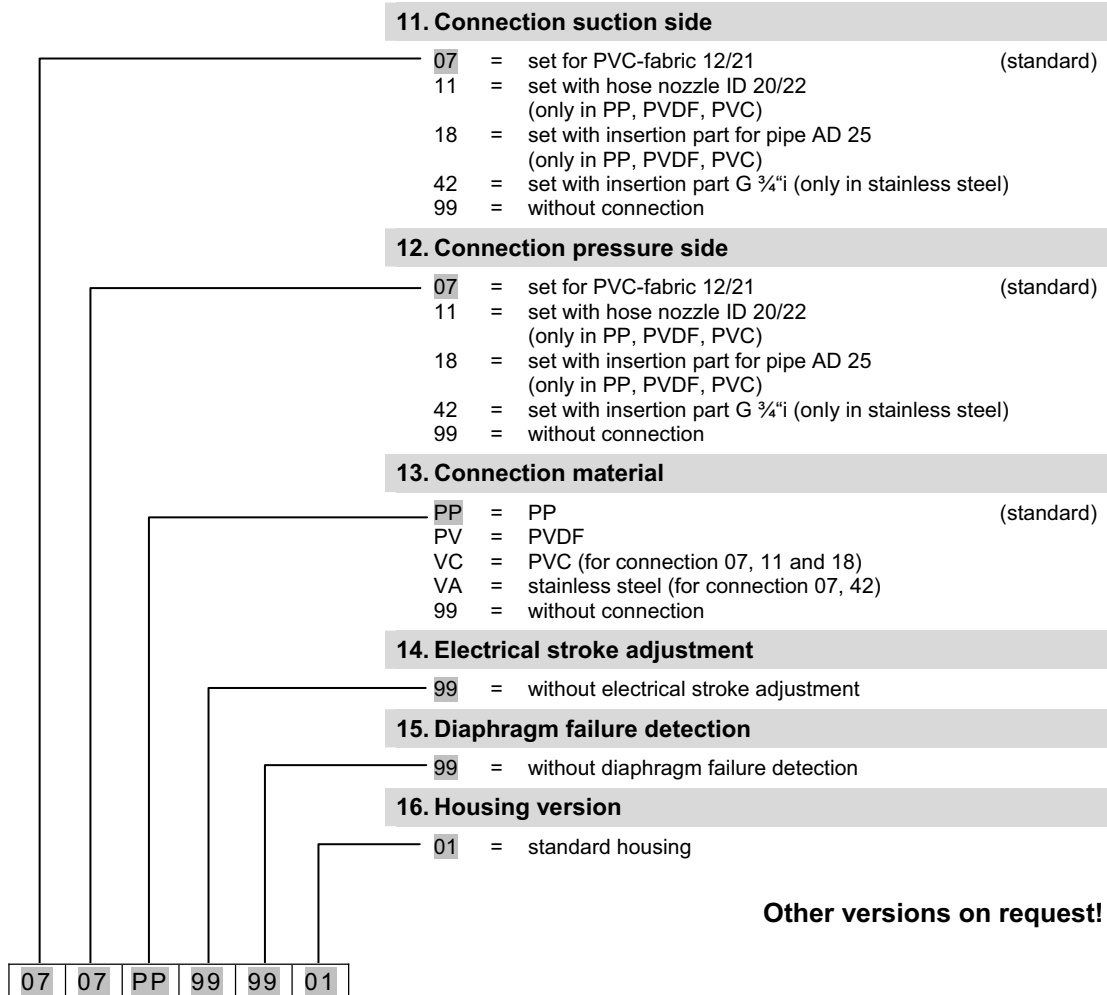 11. Connection suction side
07 = set for PVC-fabric 12/21 (standard)
11 = set with hose nozzle ID 20/22
(only in PP, PVDF, PVC)
18 = set with insertion part for pipe AD 25
(only in PP, PVDF, PVC)
42 = set with insertion part G ¾“i (only in stainless steel)
99 = without connection
12. Connection pressure side
07 = set for PVC-fabric 12/21 (standard)
11 = set with hose nozzle ID 20/22
(only in PP, PVDF, PVC)
18 = set with insertion part for pipe AD 25
(only in PP, PVDF, PVC)
42 = set with insertion part G ¾“i (only in stainless steel)
99 = without connection
13. Connection material
PP = PP (standard)
PV = PVDF
VC = PVC (for connection 07, 11 and 18)
VA = stainless steel (for connection 07, 42)
99 = without connection
14. Electrical stroke adjustment
99 = without electrical stroke adjustment
15. Diaphragm failure detection
99 = without diaphragm failure detection
16. Housing version
01 = standard housing
Other versions on request!
07 07 PP 99 99 01